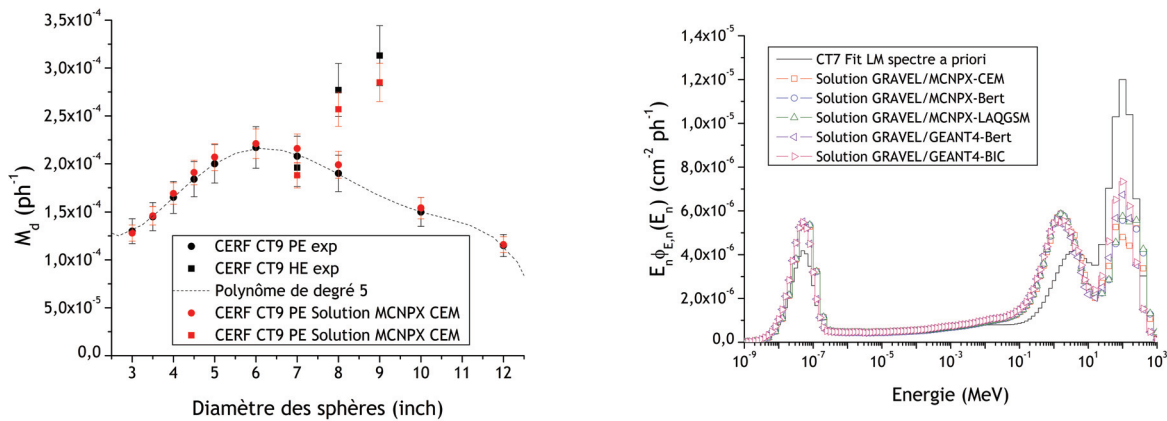 3,5x10⁻⁴
3,0x10⁻⁴
2,5x10⁻⁴
2,0x10⁻⁴
1,5x10⁻⁴
1,0x10⁻⁴
5,0x10⁻⁵
0,0
M_d (ph⁻¹)
CERF CT9 PE exp
CERF CT9 HE exp
Polynôme de degré 5
CERF CT9 PE Solution MCNPX CEM
CERF CT9 PE Solution MCNPX CEM
3 4 5 6 7 8 9 10 11 12
Diamètre des sphères (inch)
1,4x10⁻⁵
1,2x10⁻⁵
1,0x10⁻⁵
8,0x10⁻⁶
6,0x10⁻⁶
4,0x10⁻⁶
2,0x10⁻⁶
0,0
E_nϕ_E,n(E_n) (cm⁻² ph⁻¹)
CT7 Fit LM spectre a priori
Solution GRAVEL/MCNPX-CEM
Solution GRAVEL/MCNPX-Bert
Solution GRAVEL/MCNPX-LAQGSM
Solution GRAVEL/GEANT4-Bert
Solution GRAVEL/GEANT4-BIC
10⁻⁹ 10⁻⁷ 10⁻⁵ 10⁻³ 10⁻¹ 10¹ 10³
Energie (MeV)